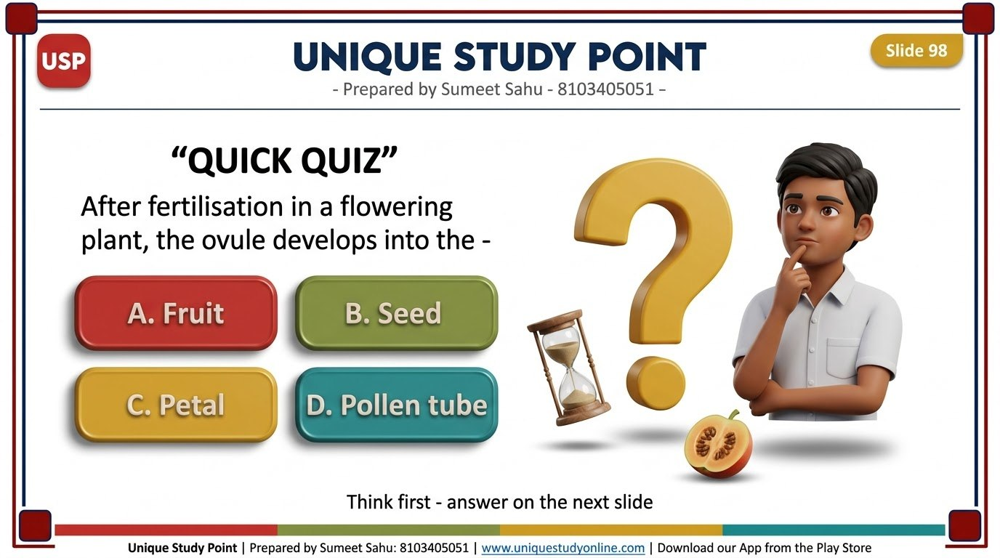 USP
UNIQUE STUDY POINT
Slide 98
- Prepared by Sumeet Sahu - 8103405051 -
“QUICK QUIZ”
After fertilisation in a flowering
plant, the ovule develops into the -
A. Fruit
B. Seed
C. Petal
D. Pollen tube
Think first - answer on the next slide
Unique Study Point | Prepared by Sumeet Sahu: 8103405051 | www.uniquestudyonline.com | Download our App from the Play Store